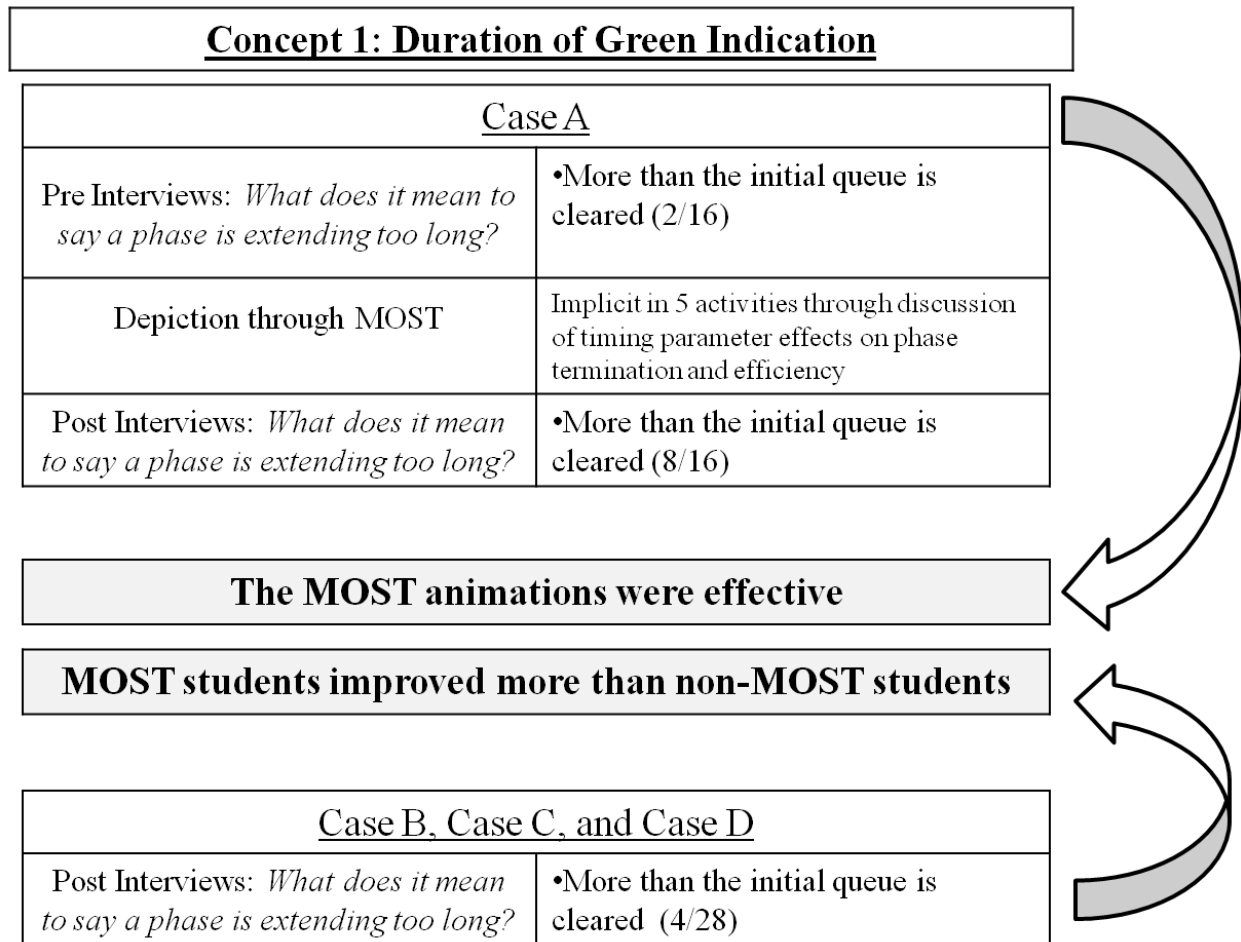 Concept 1: Duration of Green Indication
Case A
Pre Interviews: What does it mean to
say a phase is extending too long?
•More than the initial queue is
cleared (2/16)
Depiction through MOST
Implicit in 5 activities through discussion
of timing parameter effects on phase
termination and efficiency
Post Interviews: What does it mean
to say a phase is extending too long?
•More than the initial queue is
cleared (8/16)
The MOST animations were effective
MOST students improved more than non-MOST students
Case B, Case C, and Case D
Post Interviews: What does it mean
to say a phase is extending too long?
•More than the initial queue is
cleared (4/28)